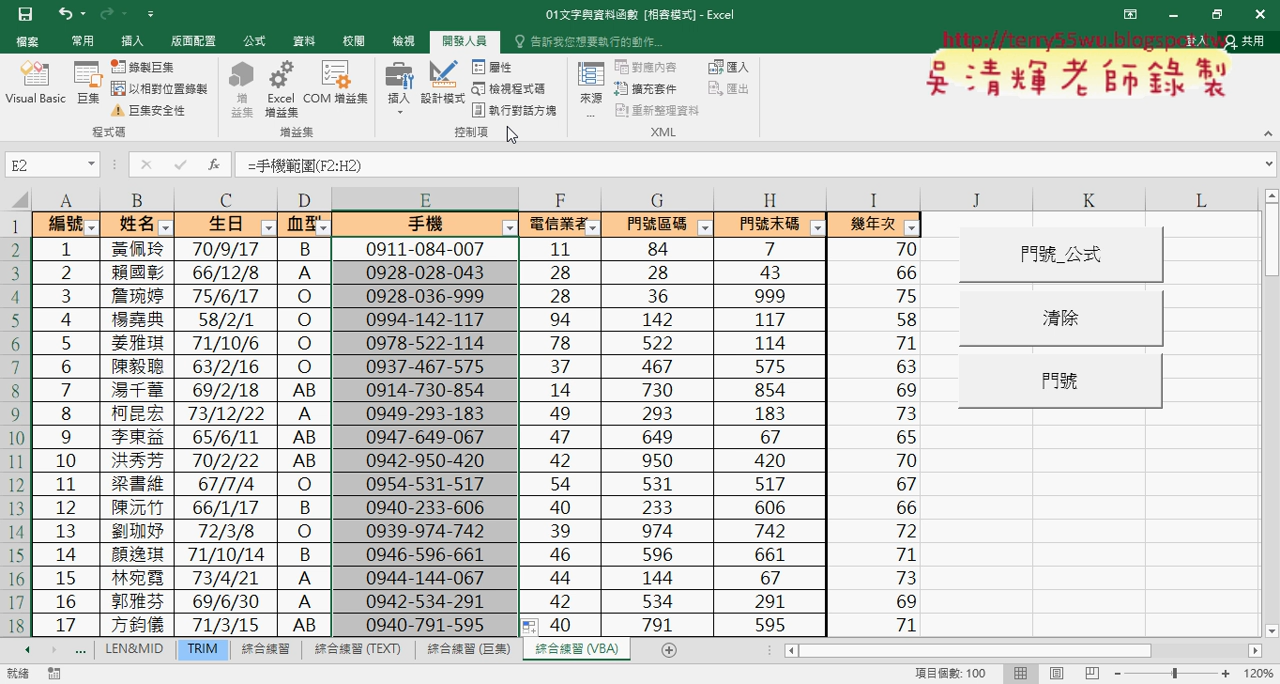 01文字與資料函數 [相容模式] - Excel
檔案 常用 插入 版面配置 公式 資料 校閱 檢視 開發人員 告訴我您想要執行的動作... 登入 共用
http://terry55wu.blogspot.tw
吳清輝老師錄製
Visual Basic 巨集 錄製巨集 以相對位置錄製 巨集安全性 程式碼
增益集 Excel 增益集 COM 增益集 增益集
插入 設計模式 屬性 檢視程式碼 執行對話方塊 控制項
來源... 對應內容 擴充套件 重新整理資料 匯入 匯出 XML
E2 fx =手機範圍(F2:H2)
A B C D E F G H I J K L
1 編號 姓名 生日 血型 手機 電信業者 門號區碼 門號末碼 幾年次
2 1 黃佩玲 70/9/17 B 0911-084-007 11 84 7 70
3 2 賴國彰 66/12/8 A 0928-028-043 28 28 43 66
4 3 詹琬婷 75/6/17 O 0928-036-999 28 36 999 75
5 4 楊堯典 58/2/1 O 0994-142-117 94 142 117 58
6 5 姜雅琪 71/10/6 O 0978-522-114 78 522 114 71
7 6 陳毅聰 63/2/16 O 0937-467-575 37 467 575 63
8 7 湯千蕙 69/2/18 AB 0914-730-854 14 730 854 69
9 8 柯昆宏 73/12/22 A 0949-293-183 49 293 183 73
10 9 李東益 65/6/11 AB 0947-649-067 47 649 67 65
11 10 洪秀芳 70/2/22 AB 0942-950-420 42 950 420 70
12 11 梁書維 67/7/4 O 0954-531-517 54 531 517 67
13 12 陳沅竹 66/1/17 B 0940-233-606 40 233 606 66
14 13 劉珈妤 72/3/8 O 0939-974-742 39 974 742 72
15 14 顏逸琪 71/10/14 B 0946-596-661 46 596 661 71
16 15 林宛霓 73/4/21 A 0944-144-067 44 144 67 73
17 16 郭雅芬 69/6/30 A 0942-534-291 42 534 291 69
18 17 方鈞儀 71/3/15 AB 0940-791-595 40 791 595 71
門號_公式
清除
門號
... LEN&MID TRIM 綜合練習 綜合練習 (TEXT) 綜合練習 (巨集) 綜合練習 (VBA)
就緒 項目個數: 100 120%